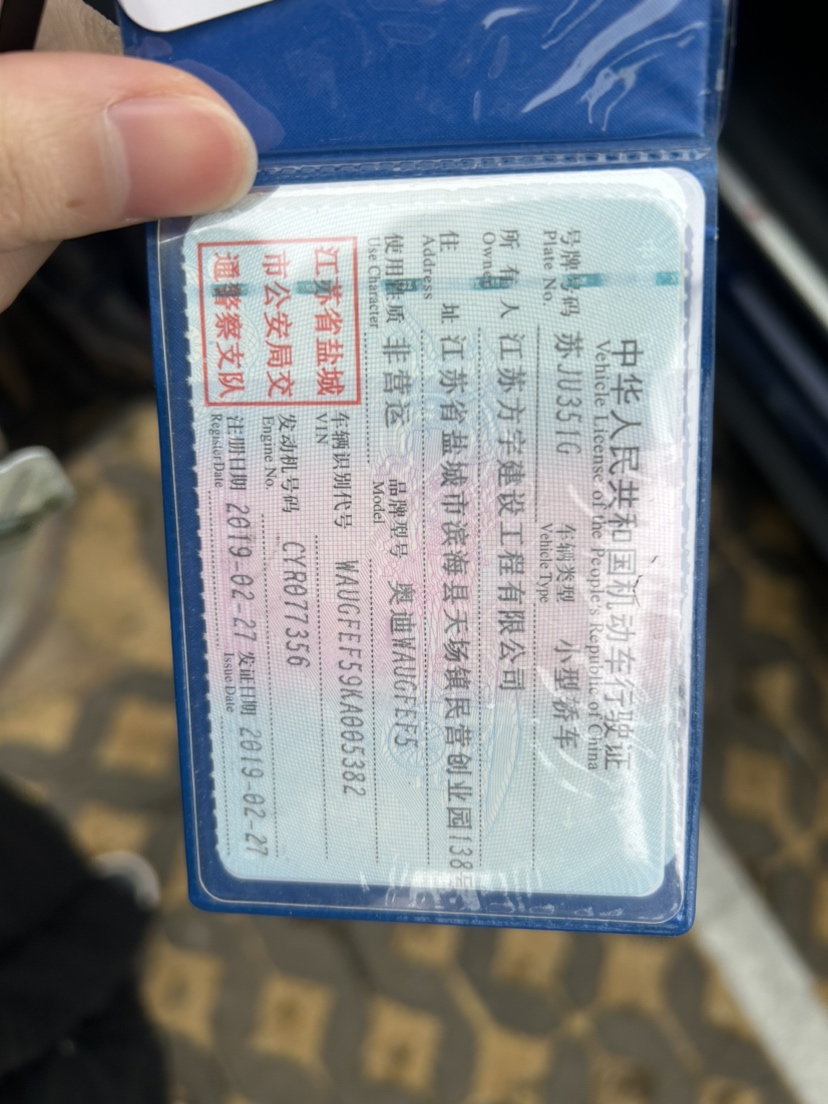 中华人民共和国机动车行驶证
Vehicle License of the People's Republic of China
号牌号码 苏JU351G 车辆类型 小型轿车
Plate No. Vehicle Type
所有人 江苏方宇建设工程有限公司
Owner
住址 江苏省盐城市滨海县天场镇民营创业园138号
Address
使用性质 非营运 品牌型号 奥迪WAUGFEF5
Use Character Model
江苏省盐城
市公安局交
通警察支队
车辆识别代号 WAUGFEF59KA005382
VIN
发动机号码 CYR077356
Engine No.
注册日期 2019-02-27 发证日期 2019-02-27
Register Date Issue Date